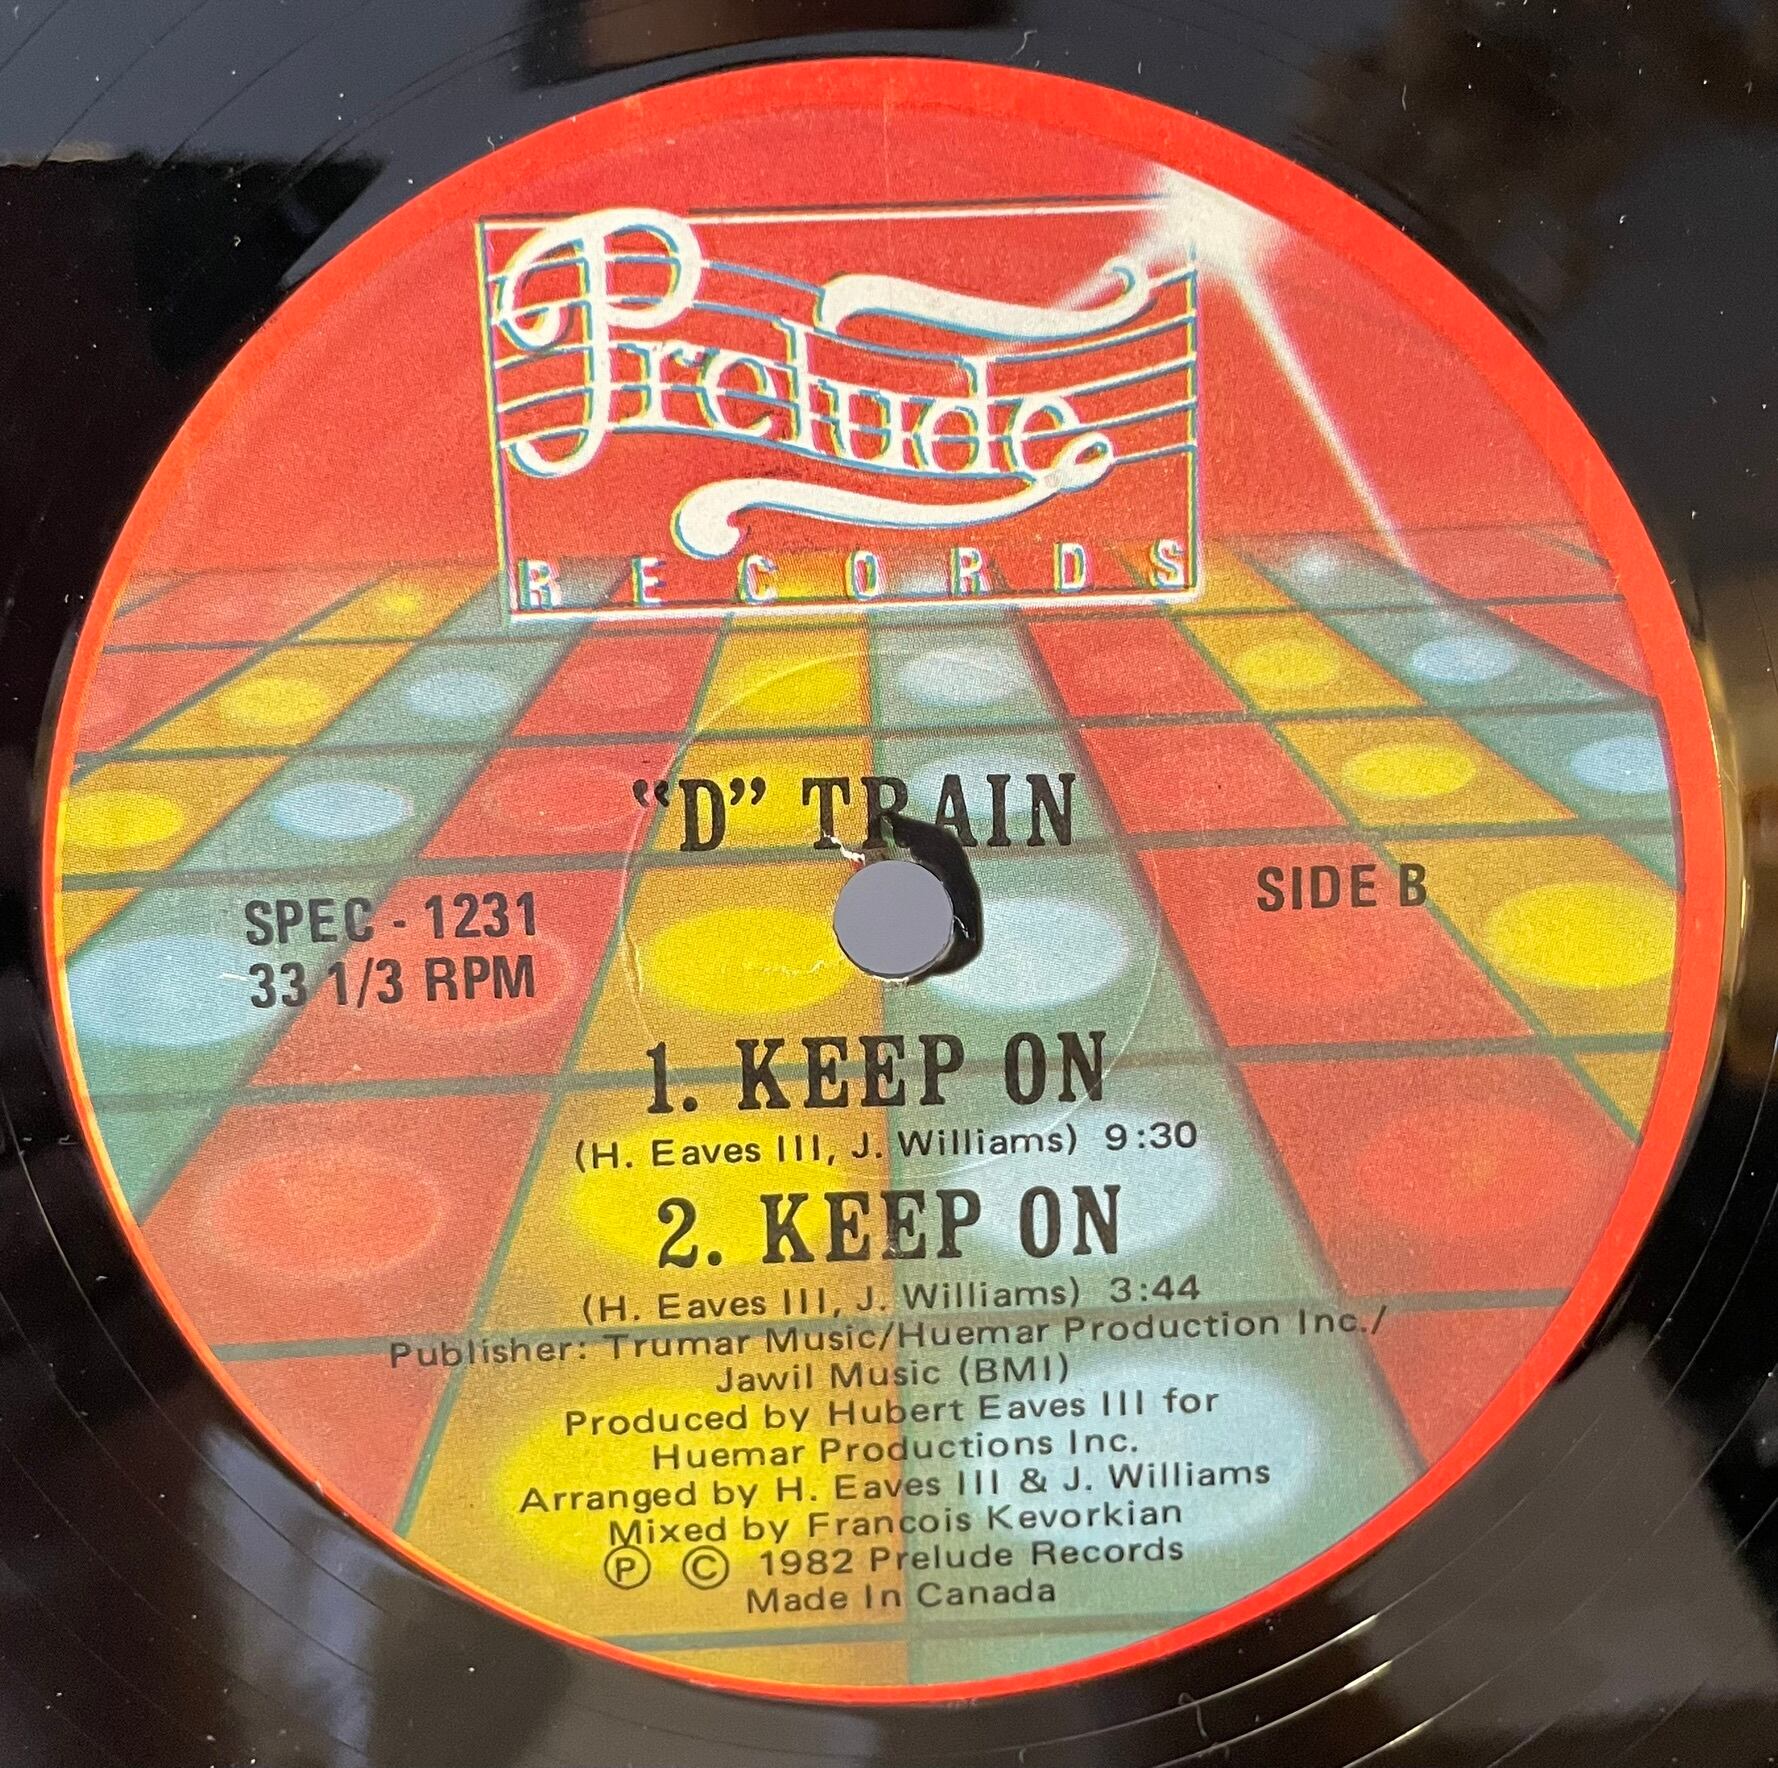 Prelude
RECORDS
“D” TRAIN
SPEC - 1231
33 1/3 RPM
SIDE B
1. KEEP ON
(H. Eaves III, J. Williams) 9:30
2. KEEP ON
(H. Eaves III, J. Williams) 3:44
Publisher: Trumar Music/Huemar Production Inc./
Jawil Music (BMI)
Produced by Hubert Eaves III for
Huemar Productions Inc.
Arranged by H. Eaves III & J. Williams
Mixed by Francois Kevorkian
Ⓟ © 1982 Prelude Records
Made In Canada